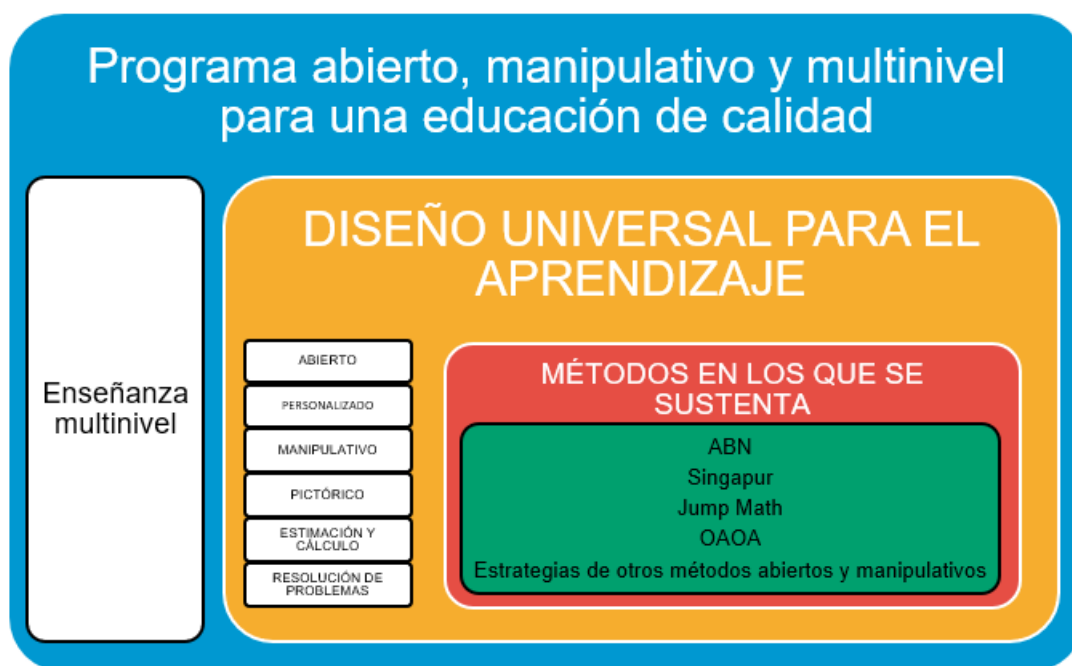 Programa abierto, manipulativo y multinivel
para una educación de calidad
Enseñanza
multinivel
DISEÑO UNIVERSAL PARA EL
APRENDIZAJE
ABIERTO
PERSONALIZADO
MANIPULATIVO
PICTÓRICO
ESTIMACIÓN Y
CÁLCULO
RESOLUCIÓN DE
PROBLEMAS
MÉTODOS EN LOS QUE SE
SUSTENTA
ABN
Singapur
Jump Math
OAOA
Estrategias de otros métodos abiertos y manipulativos